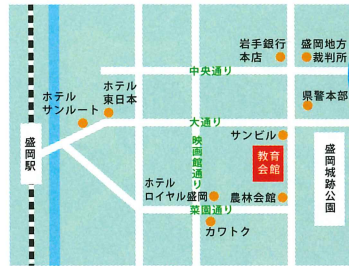 岩手銀行
本店
盛岡地方
裁判所
中央通り
ホテル
東日本
ホテル
サンルート
県警本部
大通り
サンビル
盛岡駅
映画館通り
教育
会館
盛岡城跡公園
ホテル
ロイヤル盛岡
農林会館
菜園通り
カワトク